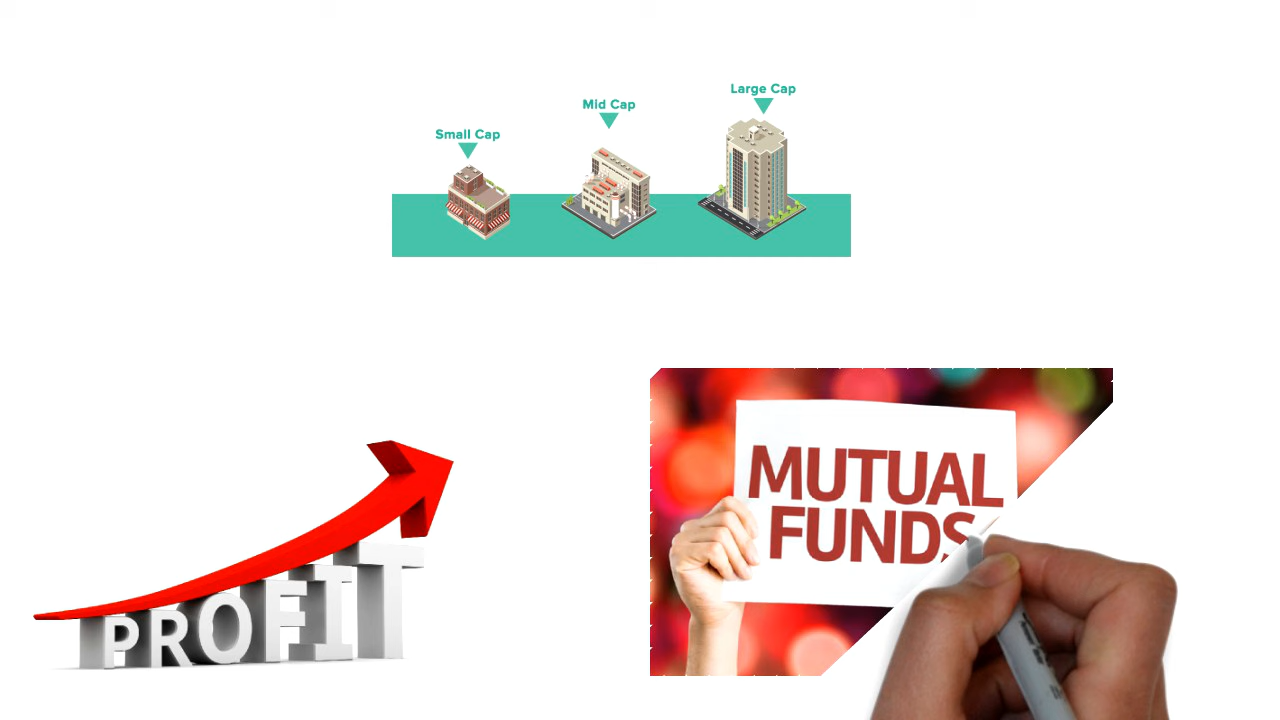 Large Cap
Mid Cap
Small Cap
PROFIT
MUTUAL
FUNDS